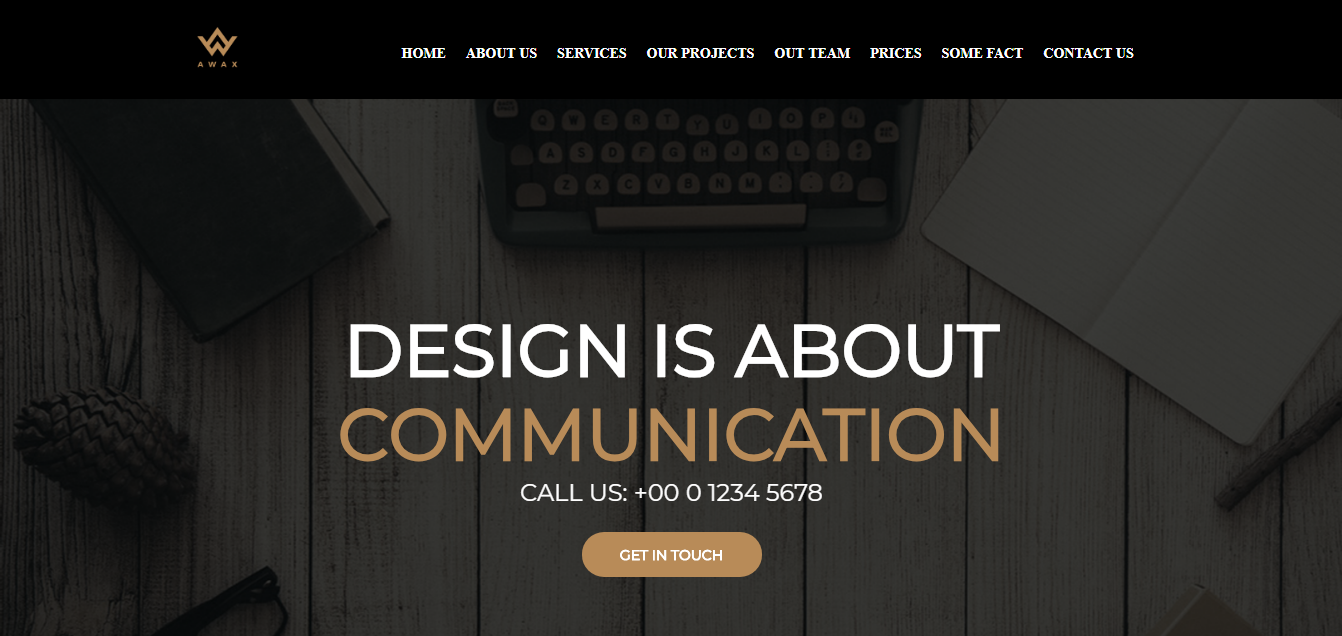 AWAX
HOME ABOUT US SERVICES OUR PROJECTS OUT TEAM PRICES SOME FACT CONTACT US
Q W E R T Y U I O P
A S D F G H J K L
Z X C V B N M
DESIGN IS ABOUT
COMMUNICATION
CALL US: +00 0 1234 5678
GET IN TOUCH